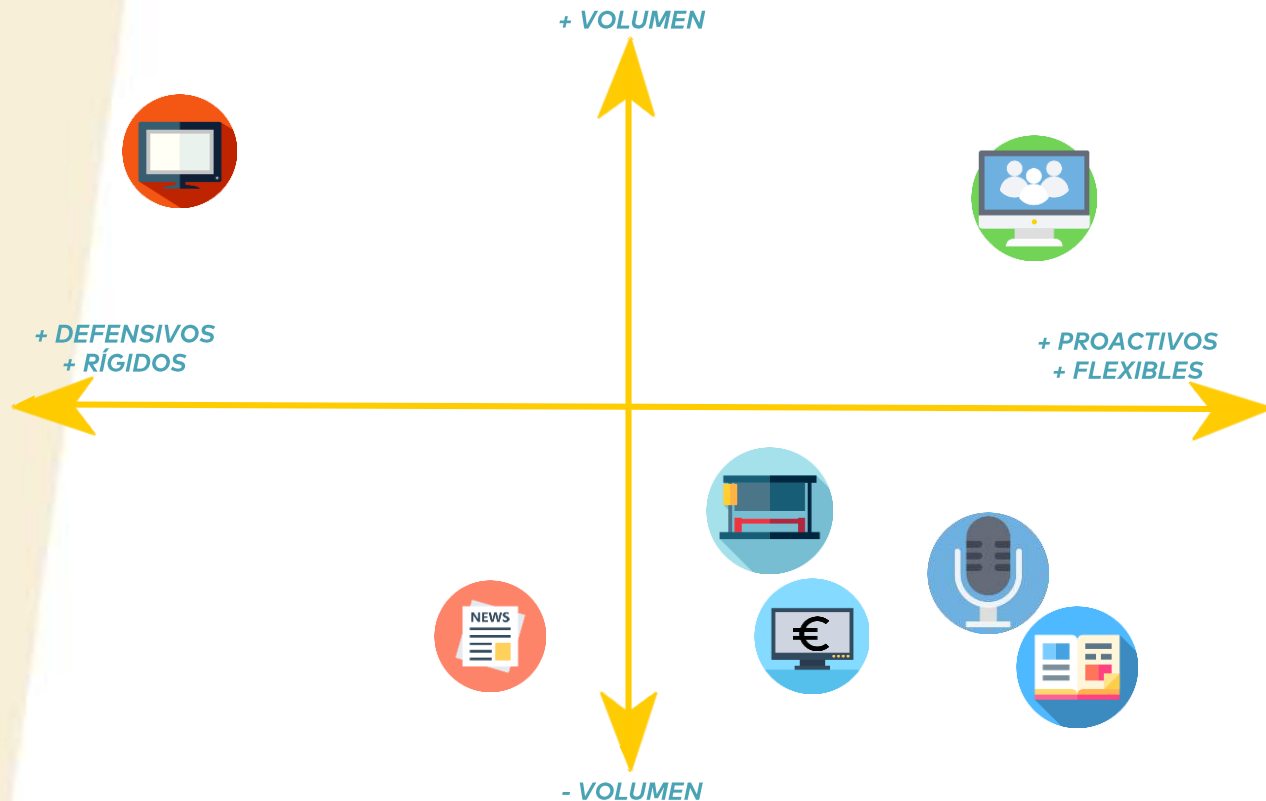 + VOLUMEN
+ DEFENSIVOS
+ RÍGIDOS
+ PROACTIVOS
+ FLEXIBLES
NEWS
€
- VOLUMEN